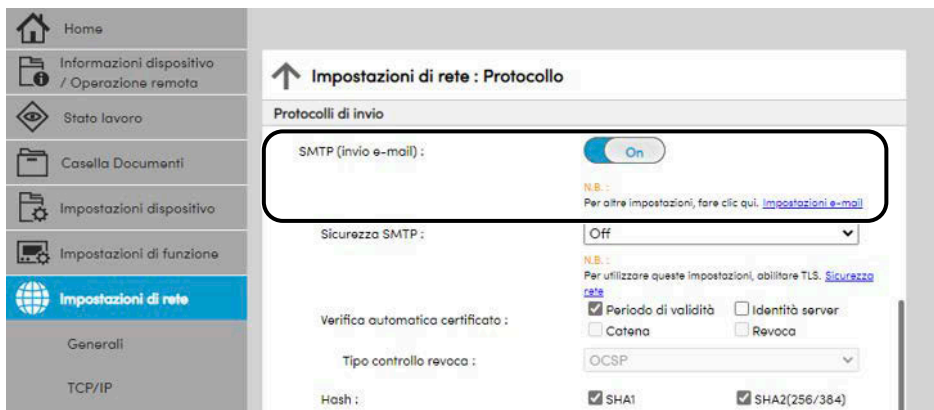 Home
Informazioni dispositivo
/ Operazione remota
Stato lavoro
Casella Documenti
Impostazioni dispositivo
Impostazioni di funzione
Impostazioni di rete
Generali
TCP/IP
Impostazioni di rete : Protocollo
Protocolli di invio
SMTP (invio e-mail) :
On
N.B. :
Per altre impostazioni, fare clic qui. Impostazioni e-mail
Sicurezza SMTP :
Off
N.B. :
Per utilizzare queste impostazioni, abilitare TLS. Sicurezza
rete
Verifica automatica certificato :
Periodo di validità
Identità server
Catena
Revoca
Tipo controllo revoca :
OCSP
Hash :
SHA1
SHA2(256/384)